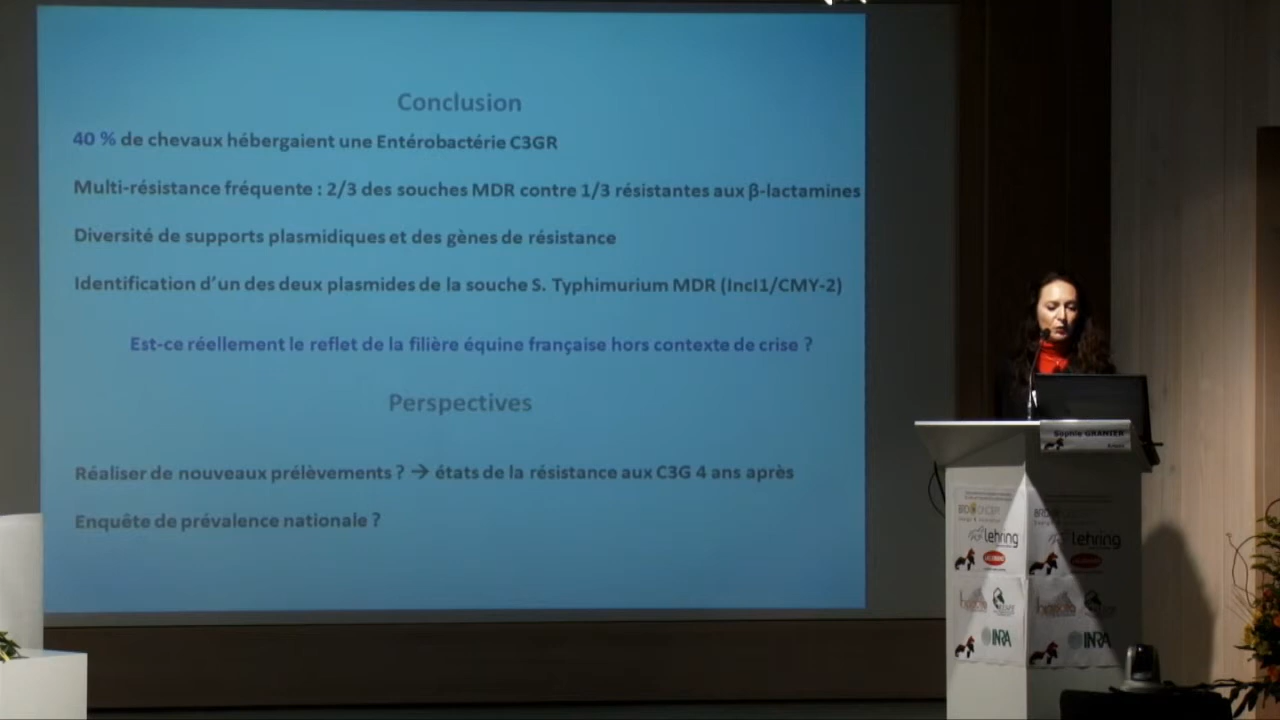 Conclusion
40 % de chevaux hébergaient une Entérobactérie C3GR
Multi-résistance fréquente : 2/3 des souches MDR contre 1/3 résistantes aux β-lactamines
Diversité de supports plasmidiques et des gènes de résistance
Identification d'un des deux plasmides de la souche S. Typhimurium MDR (IncI1/CMY-2)
Est-ce réellement le reflet de la filière équine française hors contexte de crise ?
Perspectives
Réaliser de nouveaux prélèvements ? → états de la résistance aux C3G 4 ans après
Enquête de prévalence nationale ?
Sophie GRANIER
lehring
lehring
INRA
INRA